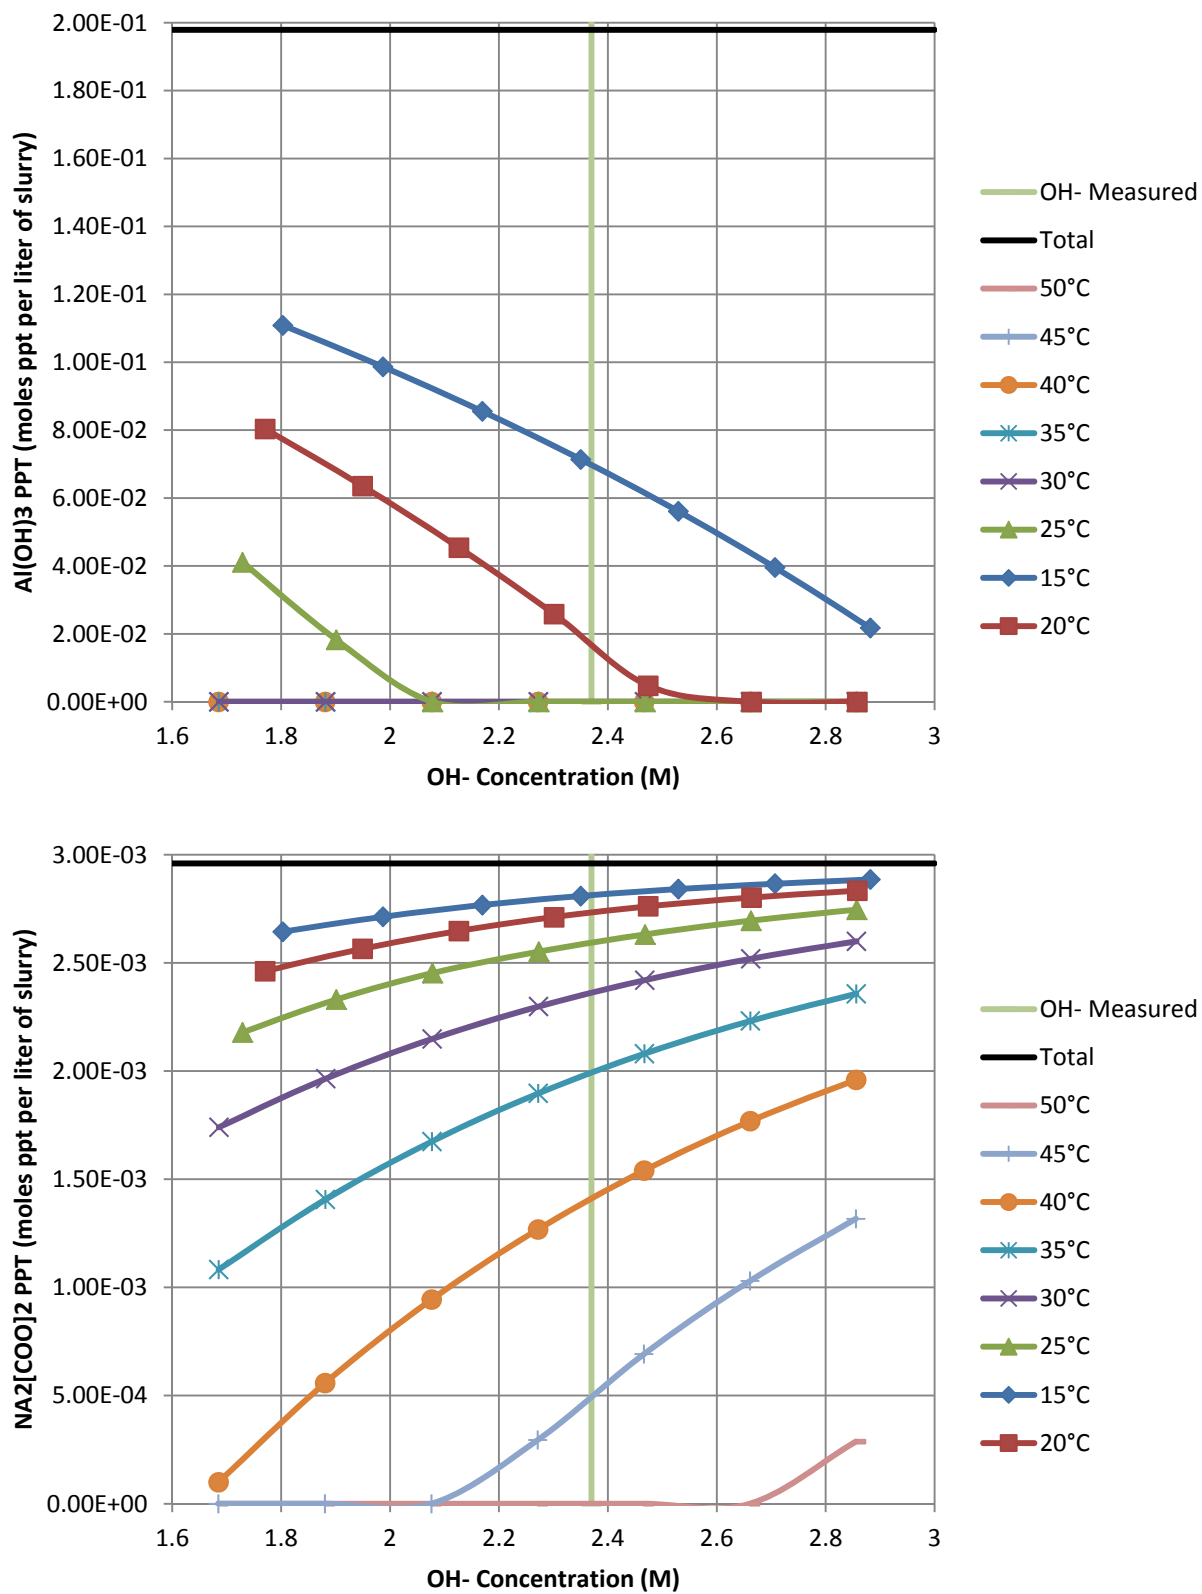 2.00E-01
1.80E-01
1.60E-01
1.40E-01
1.20E-01
1.00E-01
8.00E-02
6.00E-02
4.00E-02
2.00E-02
0.00E+00
Al(OH)3 PPT (moles ppt per liter of slurry)
1.6 1.8 2 2.2 2.4 2.6 2.8 3
OH- Concentration (M)
OH- Measured
Total
50°C
45°C
40°C
35°C
30°C
25°C
15°C
20°C
3.00E-03
2.50E-03
2.00E-03
1.50E-03
1.00E-03
5.00E-04
0.00E+00
NA2[COO]2 PPT (moles ppt per liter of slurry)
1.6 1.8 2 2.2 2.4 2.6 2.8 3
OH- Concentration (M)
OH- Measured
Total
50°C
45°C
40°C
35°C
30°C
25°C
15°C
20°C